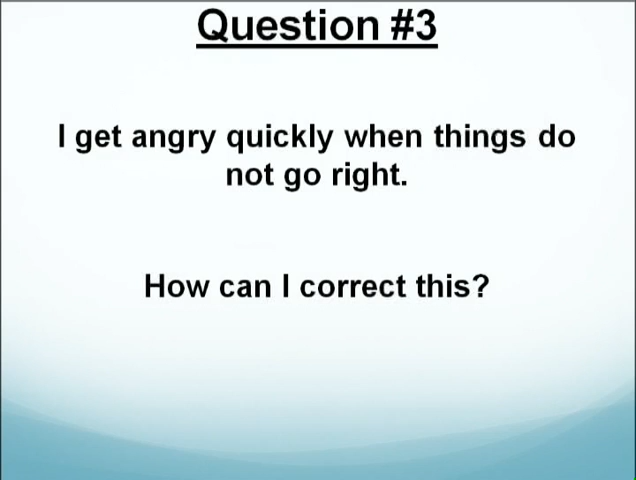 Question #3
I get angry quickly when things do
not go right.
How can I correct this?